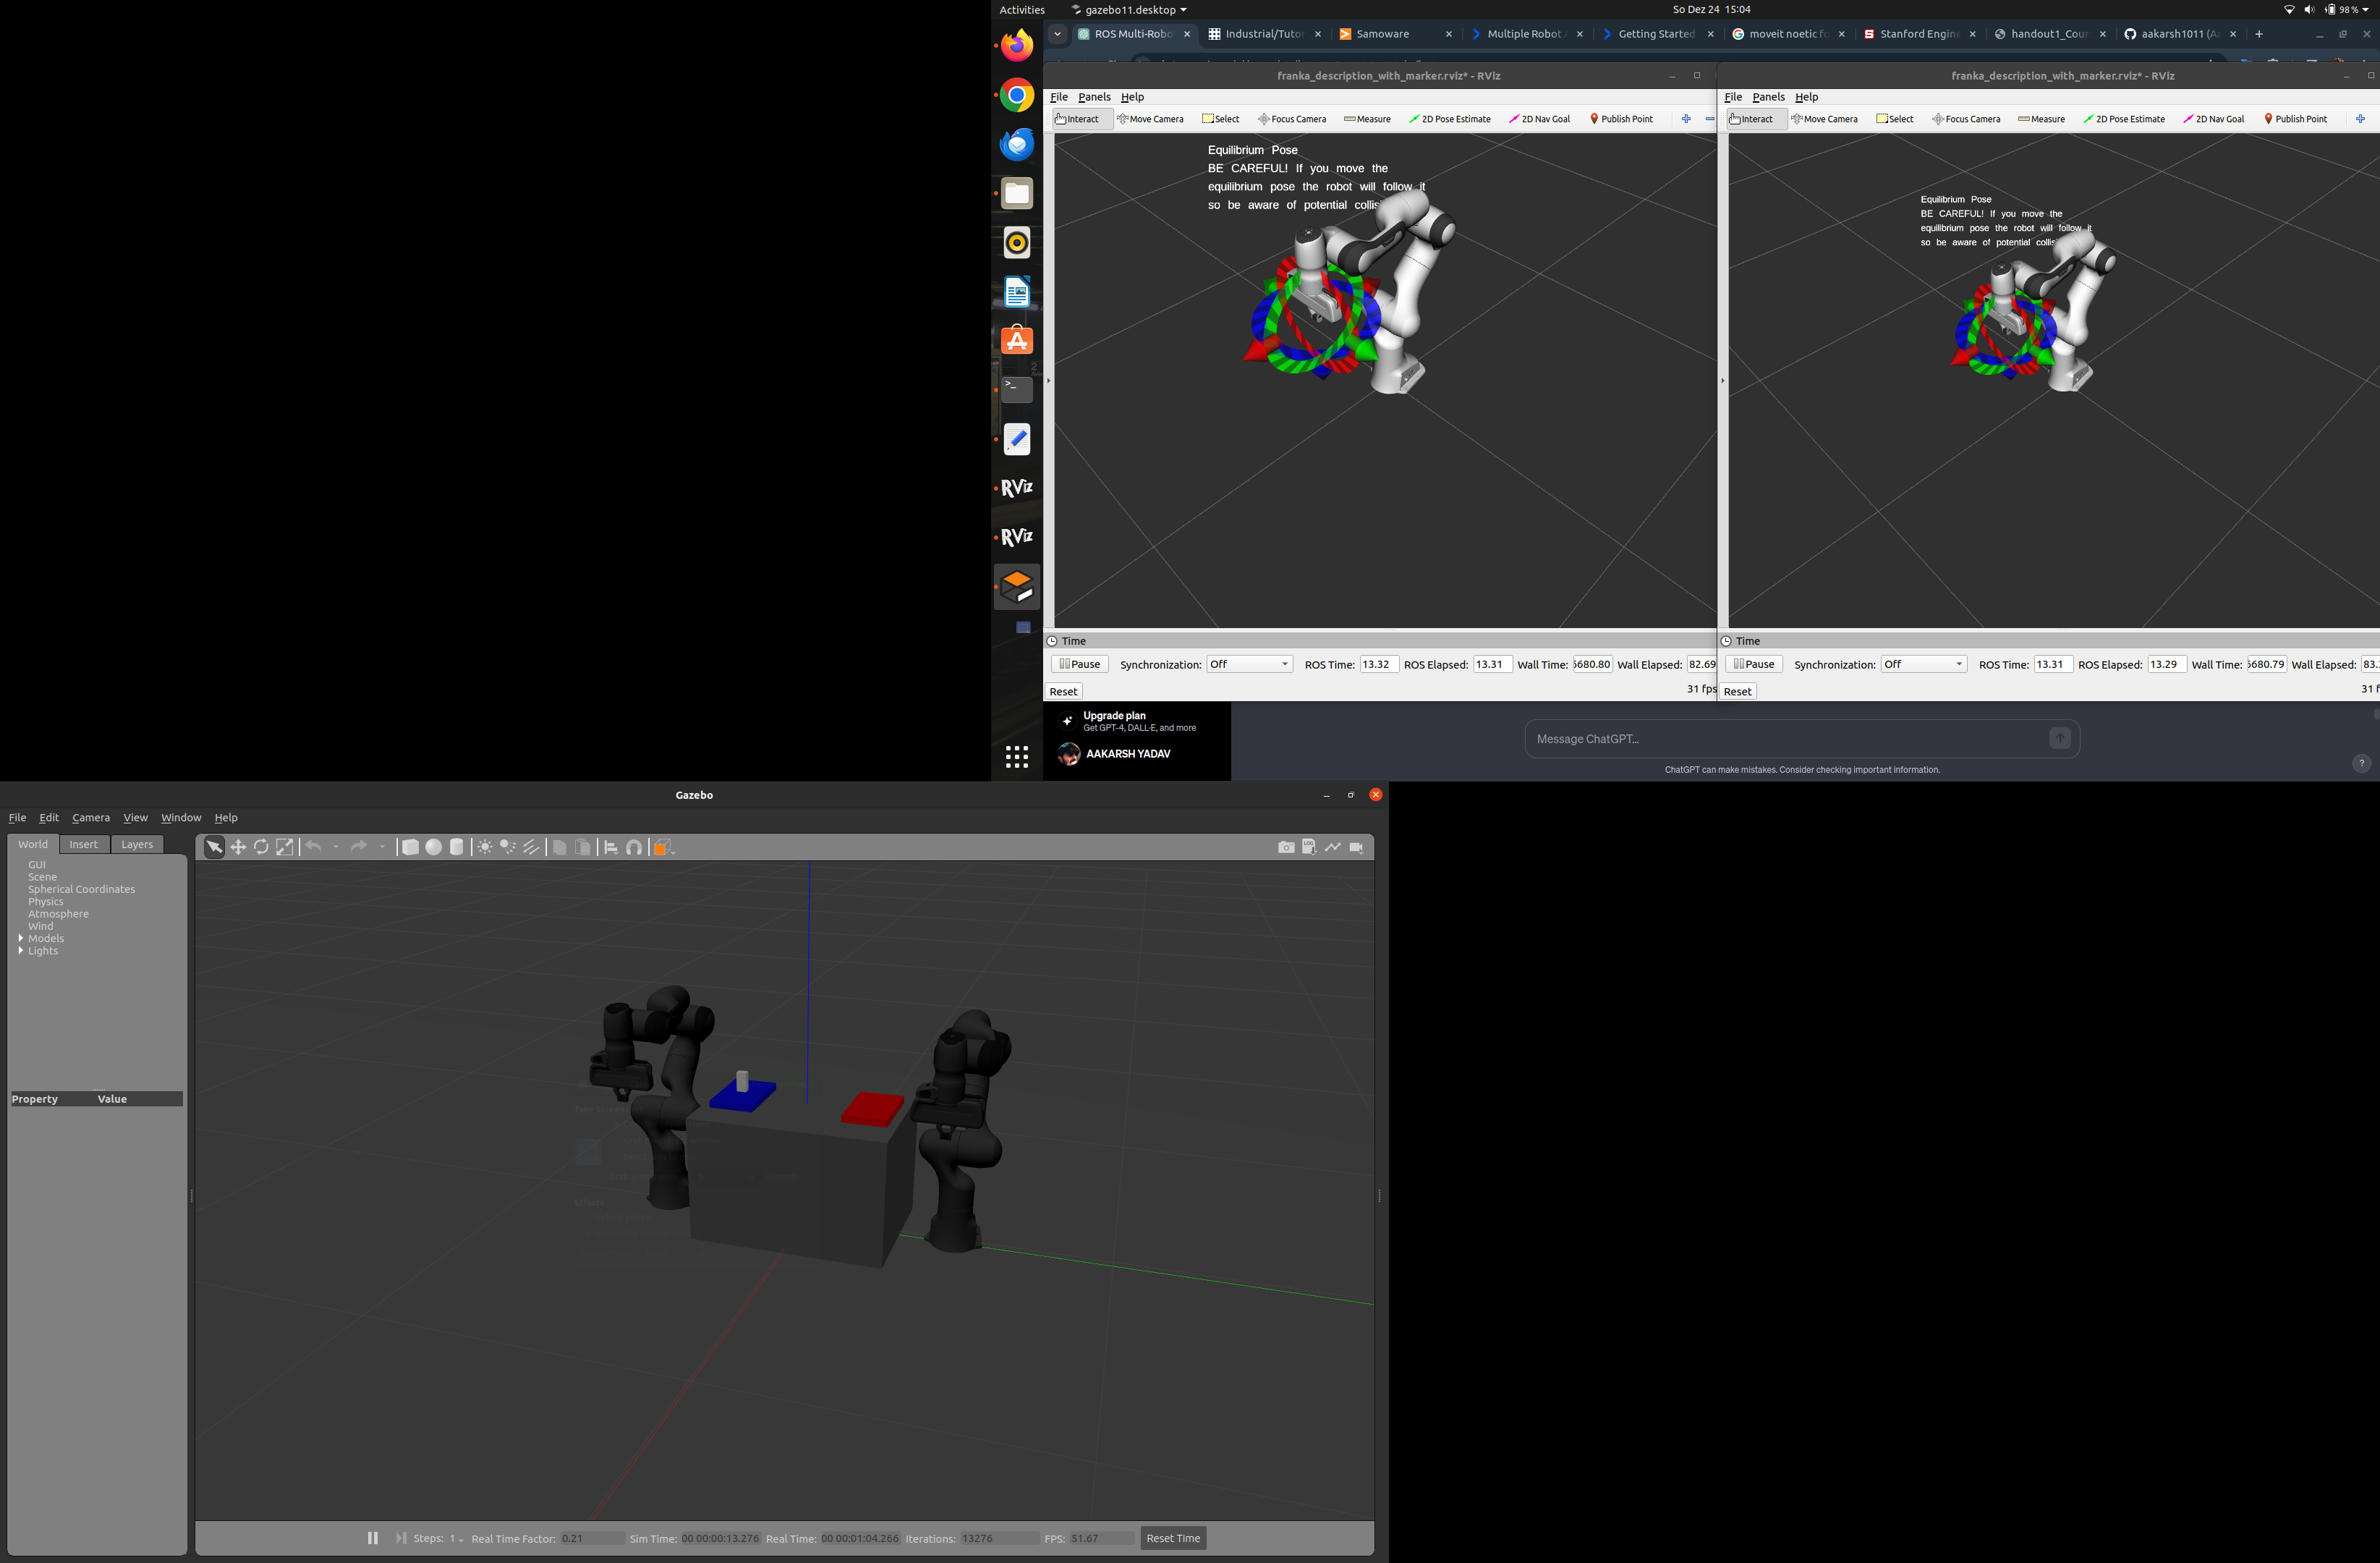 Activities
gazebo11.desktop
So Dez 24 15:04
98 %
ROS Multi-Robo
Industrial/Tutor
Samoware
Multiple Robot
Getting Started
moveit noetic fo
Stanford Engine
handout1_Cour
aakarsh1011 (Aa
franka_description_with_marker.rviz* - RViz
File Panels Help
Interact Move Camera Select Focus Camera Measure 2D Pose Estimate 2D Nav Goal Publish Point
Equilibrium Pose
BE CAREFUL! If you move the
equilibrium pose the robot will follow it
so be aware of potential collis
Time
Pause Synchronization: Off ROS Time: 13.32 ROS Elapsed: 13.31 Wall Time: 6680.80 Wall Elapsed: 82.69
Reset
31 fps
franka_description_with_marker.rviz* - RViz
File Panels Help
Interact Move Camera Select Focus Camera Measure 2D Pose Estimate 2D Nav Goal Publish Point
Equilibrium Pose
BE CAREFUL! If you move the
equilibrium pose the robot will follow it
so be aware of potential collis
Time
Pause Synchronization: Off ROS Time: 13.31 ROS Elapsed: 13.29 Wall Time: 6680.79 Wall Elapsed: 83.
Reset
31 f
RViz
RViz
Upgrade plan
Get GPT-4, DALL·E, and more
AAKARSH YADAV
Message ChatGPT...
ChatGPT can make mistakes. Consider checking important information.
?
Gazebo
File Edit Camera View Window Help
World Insert Layers
GUI
Scene
Spherical Coordinates
Physics
Atmosphere
Wind
Models
Lights
Property Value
LOG
Steps: 1 Real Time Factor: 0.21 Sim Time: 00 00:00:13.276 Real Time: 00 00:01:04.266 Iterations: 13276 FPS: 51.67 Reset Time